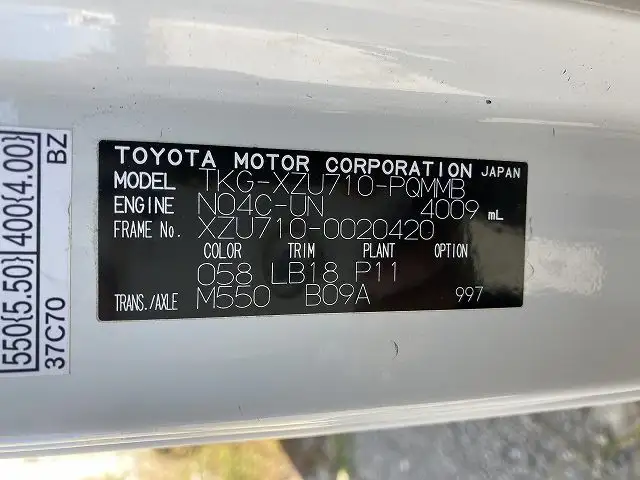 TOYOTA MOTOR CORPORATION JAPAN
MODEL TKG-XZU710-PQMMB
ENGINE N04C-UN 4009 mL
FRAME No. XZU710-0020420
COLOR TRIM PLANT OPTION
058 LB18 P11
TRANS./AXLE M550 B09A 997
550{5.50} 400{4.00}
37C70 BZ